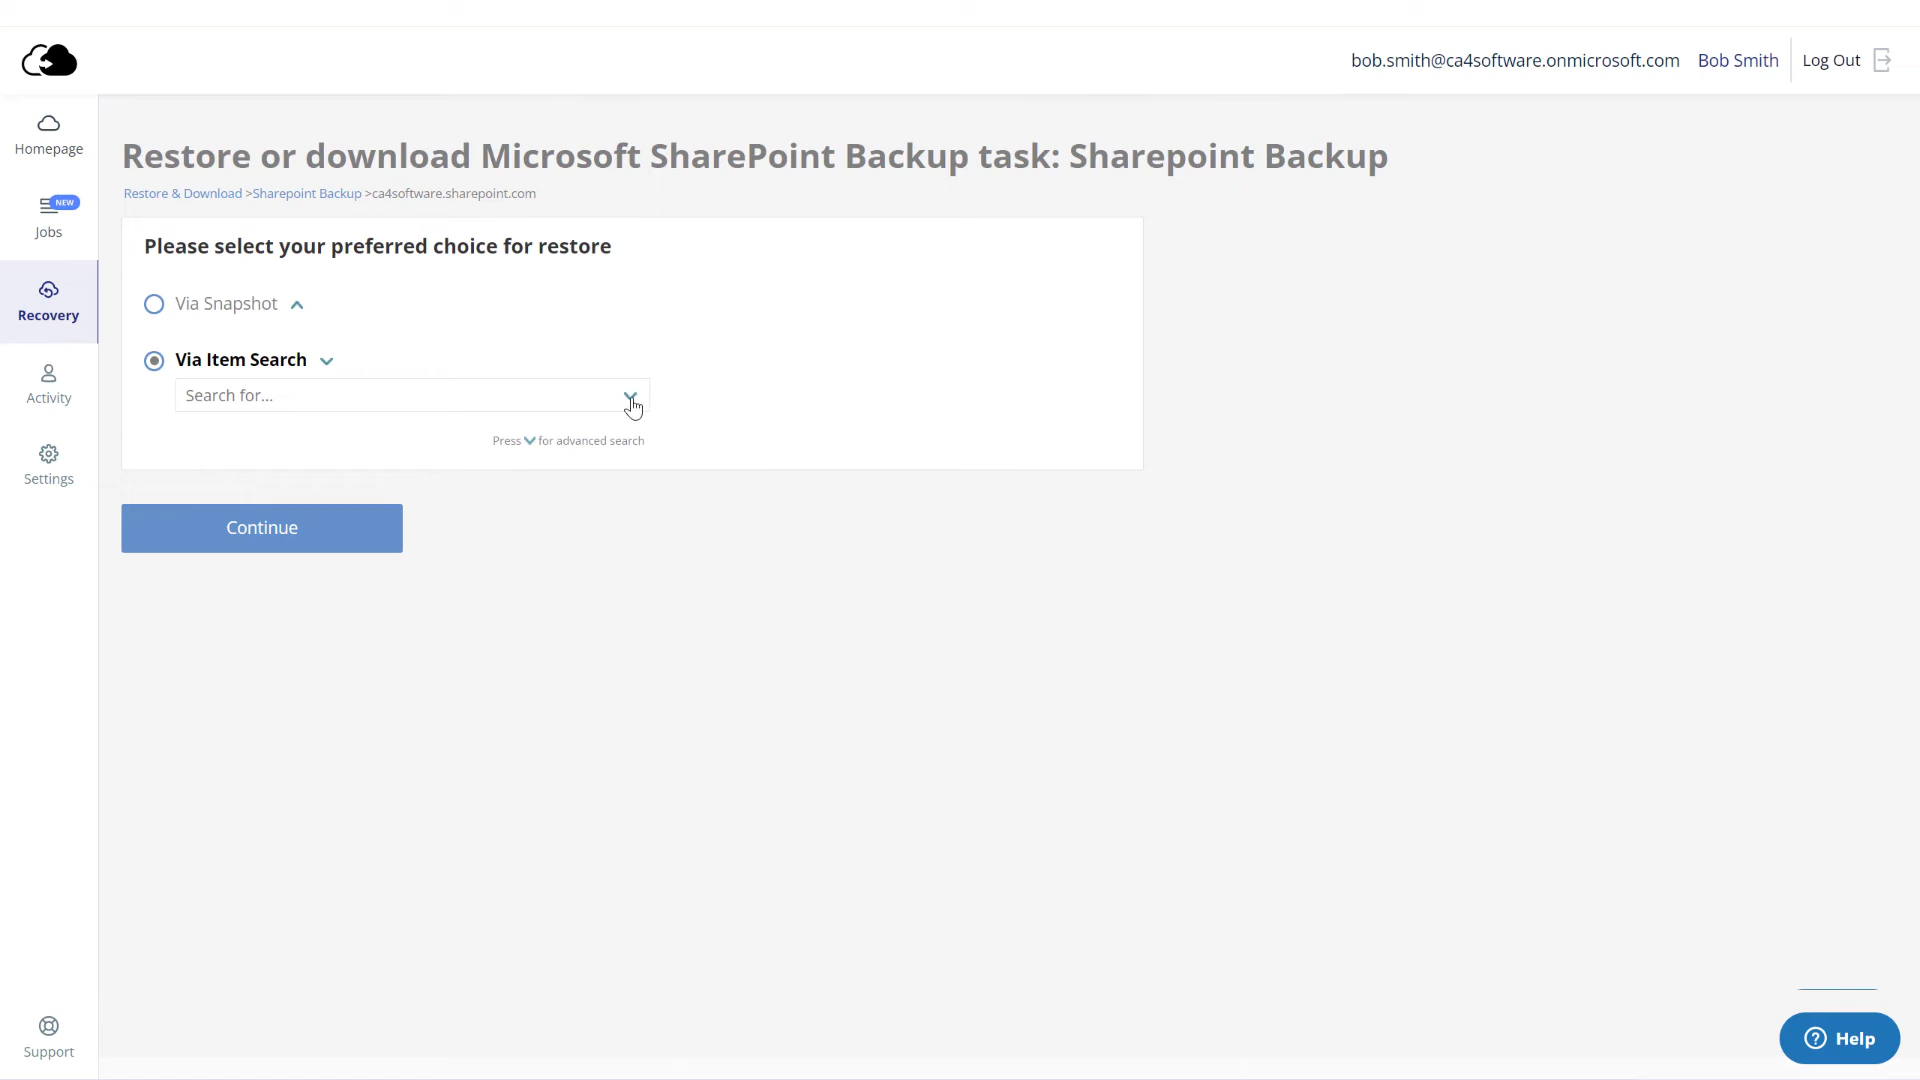 bob.smith@ca4software.onmicrosoft.com Bob Smith Log Out
Homepage
NEW
Jobs
Recovery
Activity
Settings
Support
Restore or download Microsoft SharePoint Backup task: Sharepoint Backup
Restore & Download >Sharepoint Backup >ca4software.sharepoint.com
Please select your preferred choice for restore
Via Snapshot
Via Item Search
Search for...
Press for advanced search
Continue
Help